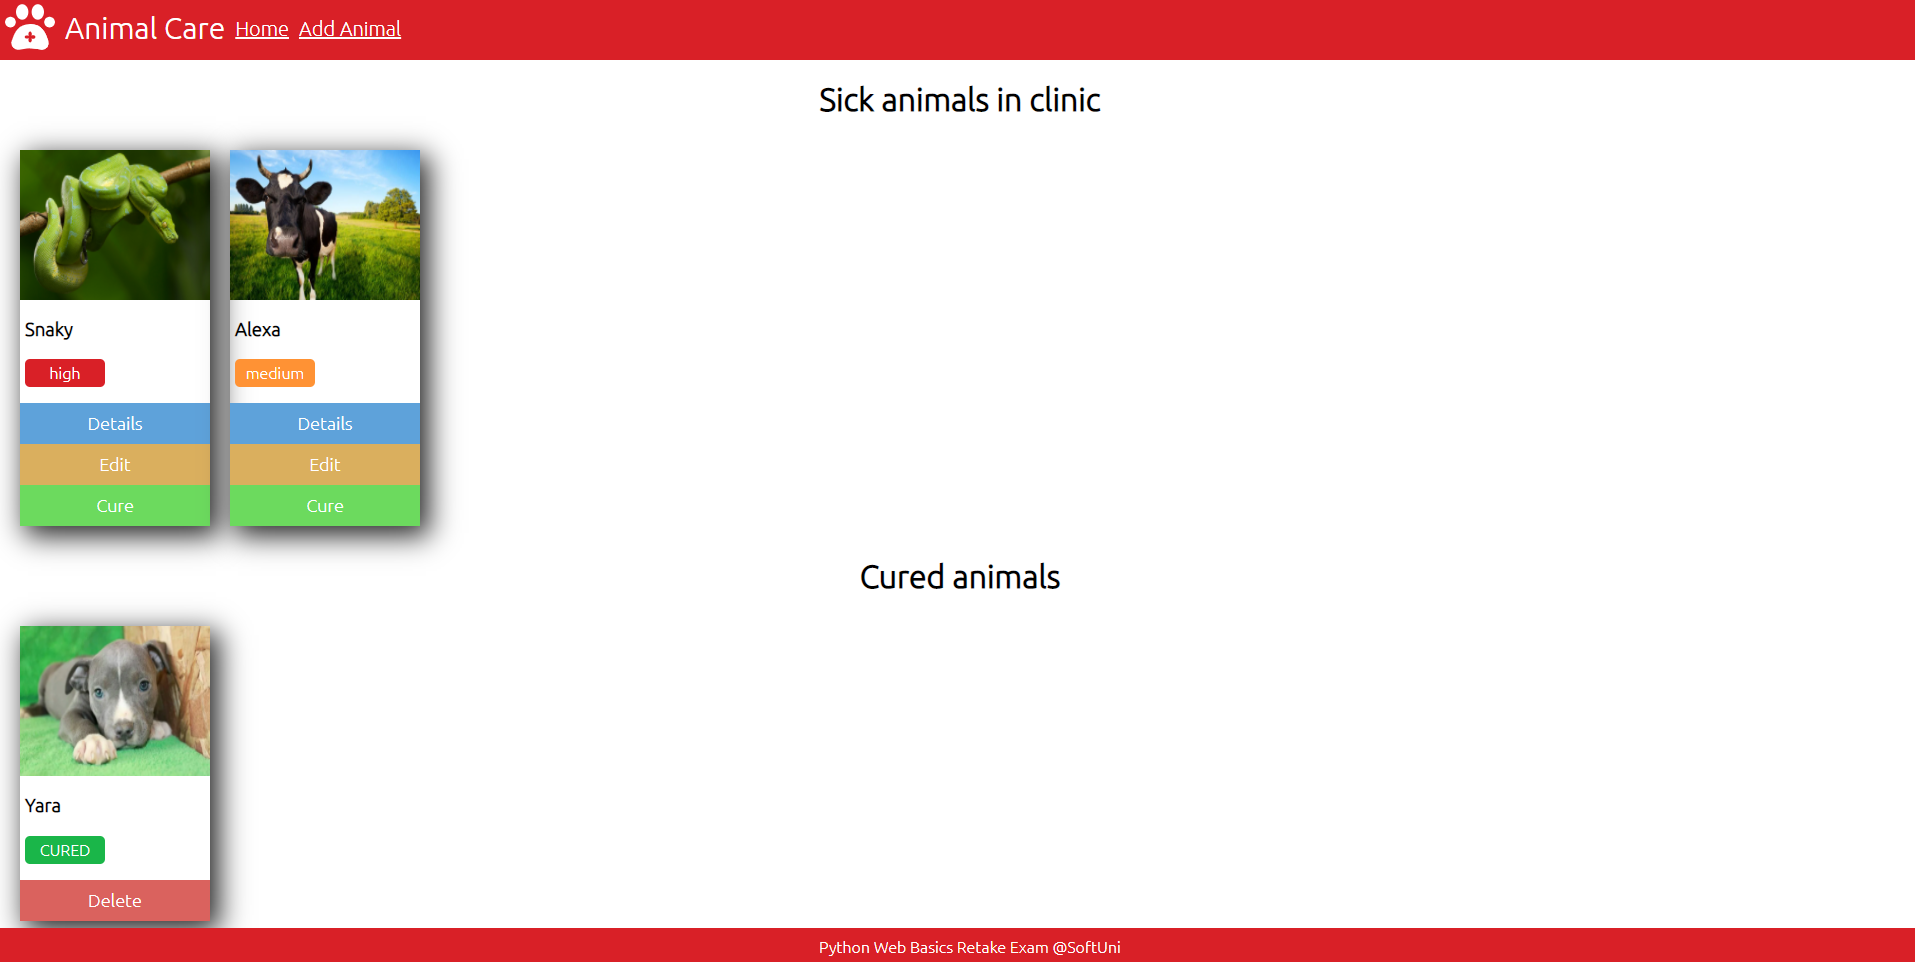 Animal Care Home Add Animal
Sick animals in clinic
Snaky
high
Details
Edit
Cure
Alexa
medium
Details
Edit
Cure
Cured animals
Yara
CURED
Delete
Python Web Basics Retake Exam @SoftUni